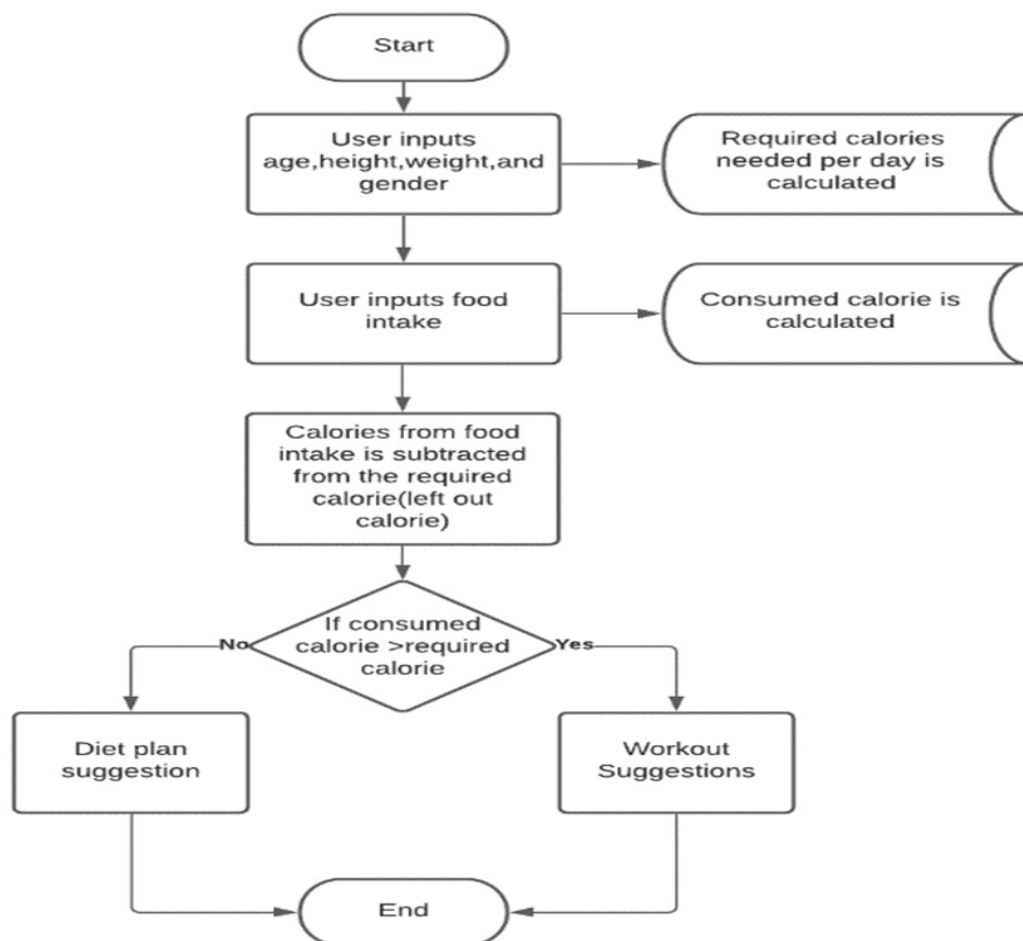 Start
User inputs
age,height,weight,and
gender
Required calories
needed per day is
calculated
User inputs food
intake
Consumed calorie is
calculated
Calories from food
intake is subtracted
from the required
calorie(left out
calorie)
If consumed
calorie >required
calorie
No
Yes
Diet plan
suggestion
Workout
Suggestions
End